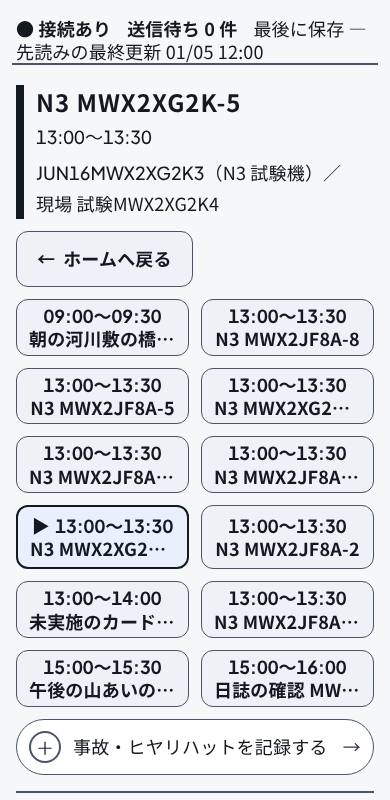 ● 接続あり 送信待ち 0 件 最後に保存 —
先読みの最終更新 01/05 12:00
N3 MWX2XG2K-5
13:00〜13:30
JUN16MWX2XG2K3（N3 試験機）／
現場 試験MWX2XG2K4
← ホームへ戻る
09:00〜09:30
朝の河川敷の橋…
13:00〜13:30
N3 MWX2JF8A-8
13:00〜13:30
N3 MWX2JF8A-5
13:00〜13:30
N3 MWX2XG2…
13:00〜13:30
N3 MWX2JF8A…
13:00〜13:30
N3 MWX2JF8A…
▶ 13:00〜13:30
N3 MWX2XG2…
13:00〜13:30
N3 MWX2JF8A-2
13:00〜14:00
未実施のカード…
13:00〜13:30
N3 MWX2JF8A…
15:00〜15:30
午後の山あいの…
15:00〜16:00
日誌の確認 MW…
＋ 事故・ヒヤリハットを記録する →